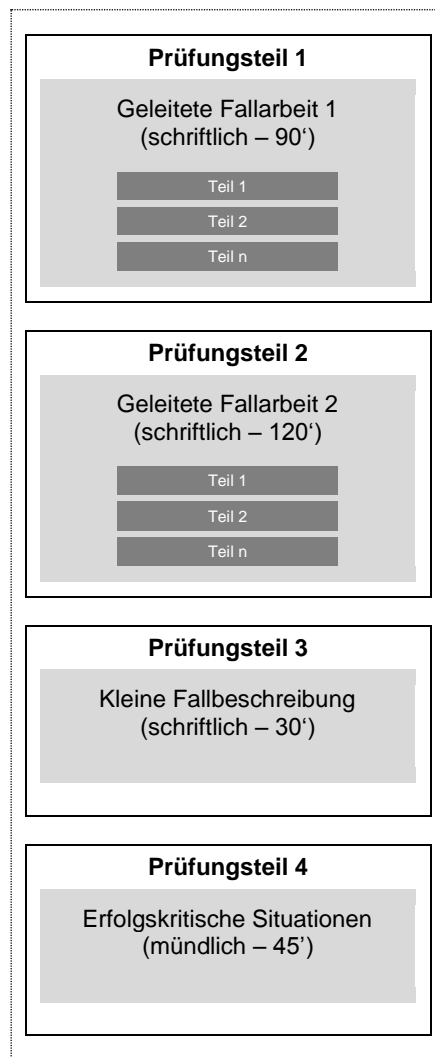 Prüfungsteil 1
Geleitete Fallarbeit 1
(schriftlich – 90‘)
Teil 1
Teil 2
Teil n
Prüfungsteil 2
Geleitete Fallarbeit 2
(schriftlich – 120‘)
Teil 1
Teil 2
Teil n
Prüfungsteil 3
Kleine Fallbeschreibung
(schriftlich – 30‘)
Prüfungsteil 4
Erfolgskritische Situationen
(mündlich – 45’)